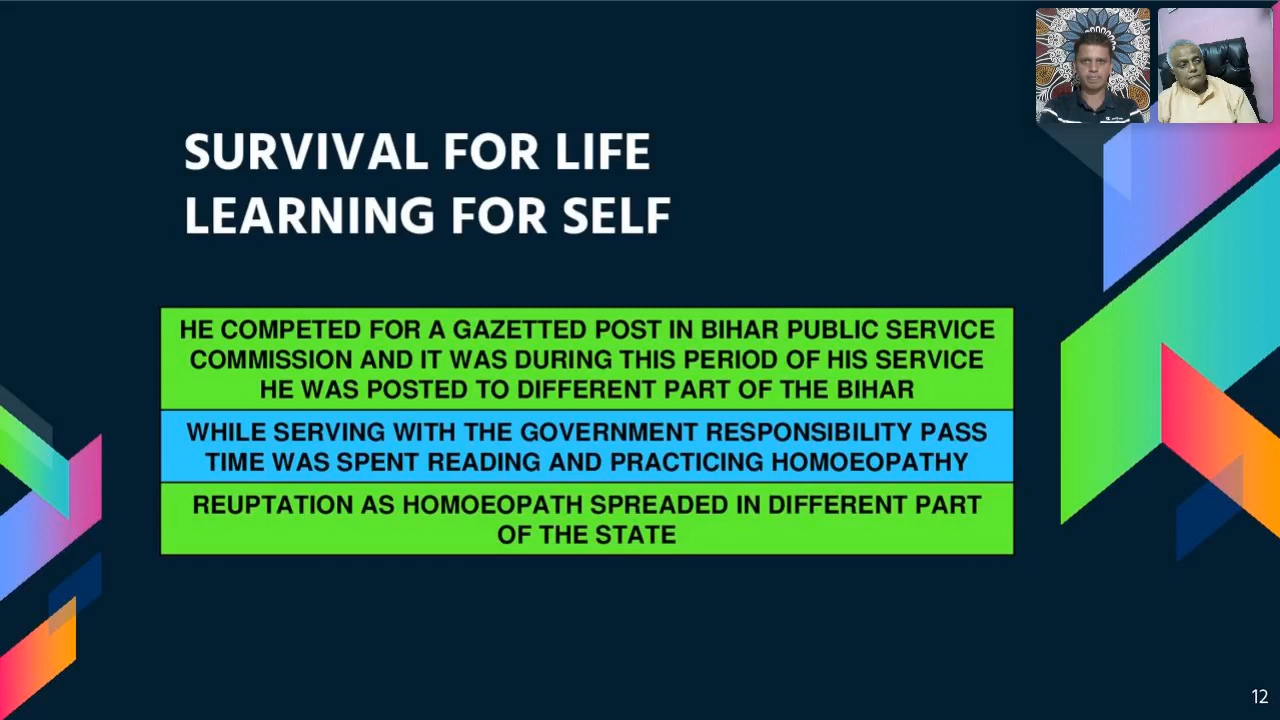 SURVIVAL FOR LIFE
LEARNING FOR SELF
HE COMPETED FOR A GAZETTED POST IN BIHAR PUBLIC SERVICE
COMMISSION AND IT WAS DURING THIS PERIOD OF HIS SERVICE
HE WAS POSTED TO DIFFERENT PART OF THE BIHAR
WHILE SERVING WITH THE GOVERNMENT RESPONSIBILITY PASS
TIME WAS SPENT READING AND PRACTICING HOMOEOPATHY
REUPTATION AS HOMOEOPATH SPREADED IN DIFFERENT PART
OF THE STATE
12